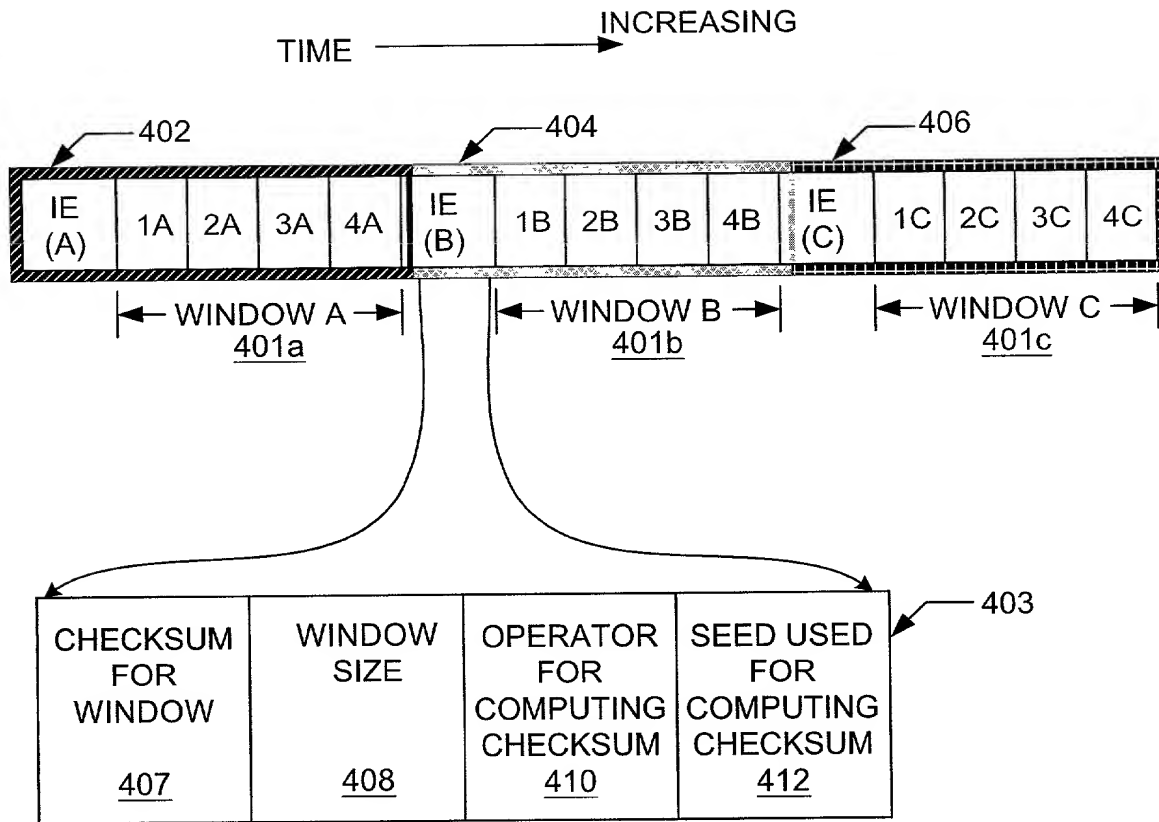 TIME
INCREASING
402
404
406
IE
(A)
1A
2A
3A
4A
IE
(B)
1B
2B
3B
4B
IE
(C)
1C
2C
3C
4C
WINDOW A
401a
WINDOW B
401b
WINDOW C
401c
403
CHECKSUM
FOR
WINDOW
407
WINDOW
SIZE
408
OPERATOR
FOR
COMPUTING
CHECKSUM
410
SEED USED
FOR
COMPUTING
CHECKSUM
412